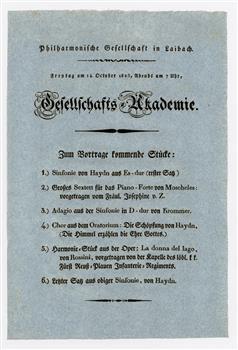 Philharmonische Gesellschaft in Laibach.
Freytag am 14. October 1825, Abends um 7 Uhr,
Gesellschafts-Akademie.
Zum Vortrage kommende Stücke:
1.) Sinfonie von Haydn aus Es-dur (erster Satz)
2.) Großes Sextett für das Piano-Forte von Moscheles:
vorgetragen vom Fräul. Josephine v. Z.
3.) Adagio aus der Sinfonie in D-dur von Krommer.
4.) Chor aus dem Oratorium: Die Schöpfung von Haydn,
(Die Himmel erzählen die Ehre Gottes.)
5.) Harmonie-Stück aus der Oper: La donna del lago,
von Rossini, vorgetragen von der Kapelle des löbl. k. k.
Fürst Reuß-Plauen Infanterie-Regiments.
6.) Letzter Satz aus obiger Sinfonie, von Haydn.